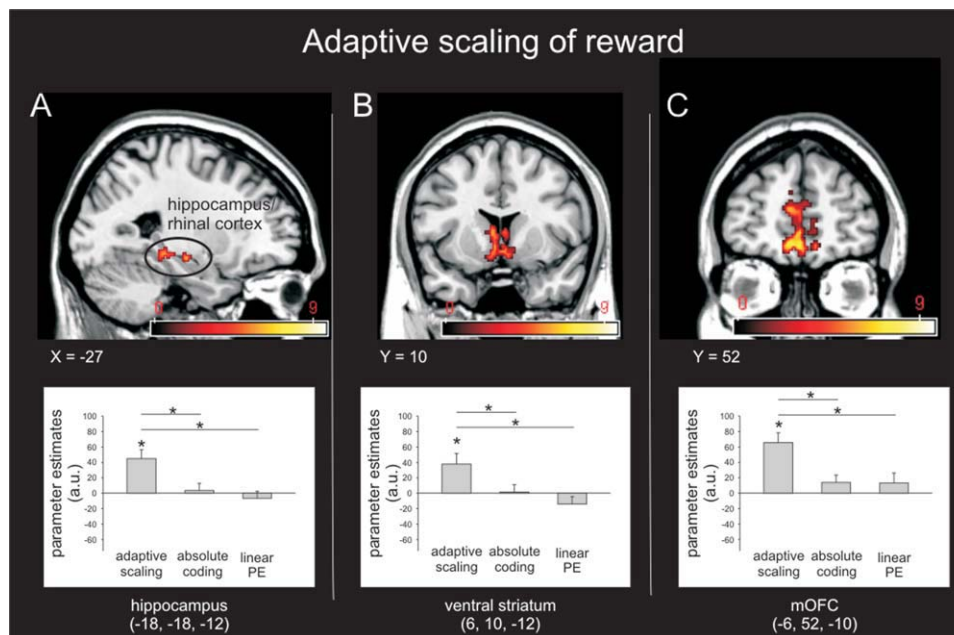 Adaptive scaling of reward
A
hippocampus/
rhinal cortex
0
9
X = -27
B
0
9
Y = 10
C
0
9
Y = 52
parameter estimates
(a.u.)
100
80
60
40
20
0
-20
-40
-60
*
*
*
adaptive absolute linear
scaling coding PE
hippocampus
(-18, -18, -12)
parameter estimates
(a.u.)
100
80
60
40
20
0
-20
-40
-60
*
*
*
adaptive absolute linear
scaling coding PE
ventral striatum
(6, 10, -12)
parameter estimates
(a.u.)
100
80
60
40
20
0
-20
-40
-60
*
*
*
adaptive absolute linear
scaling coding PE
mOFC
(-6, 52, -10)